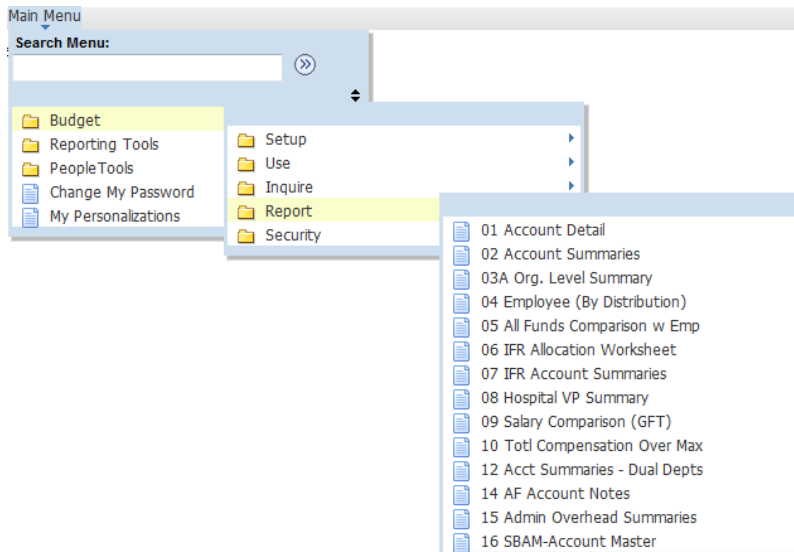 Main Menu
Search Menu:
Budget
Reporting Tools
PeopleTools
Change My Password
My Personalizations
Setup
Use
Inquire
Report
Security
01 Account Detail
02 Account Summaries
03A Org. Level Summary
04 Employee (By Distribution)
05 All Funds Comparison w Emp
06 IFR Allocation Worksheet
07 IFR Account Summaries
08 Hospital VP Summary
09 Salary Comparison (GFT)
10 Totl Compensation Over Max
12 Acct Summaries - Dual Depts
14 AF Account Notes
15 Admin Overhead Summaries
16 SBAM-Account Master